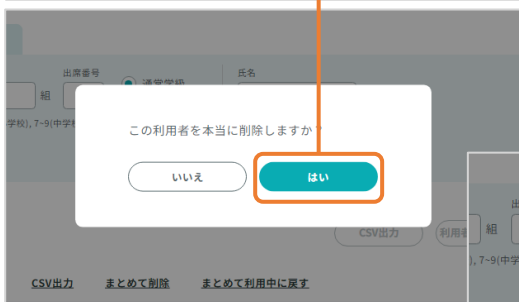 出席番号
氏名
組
通常学級
学校), 7~9(中学
この利用者を本当に削除しますか？
いいえ
はい
CSV出力
利用者
組
), 7~9(中学
CSV出力
まとめて削除
まとめて利用中に戻す